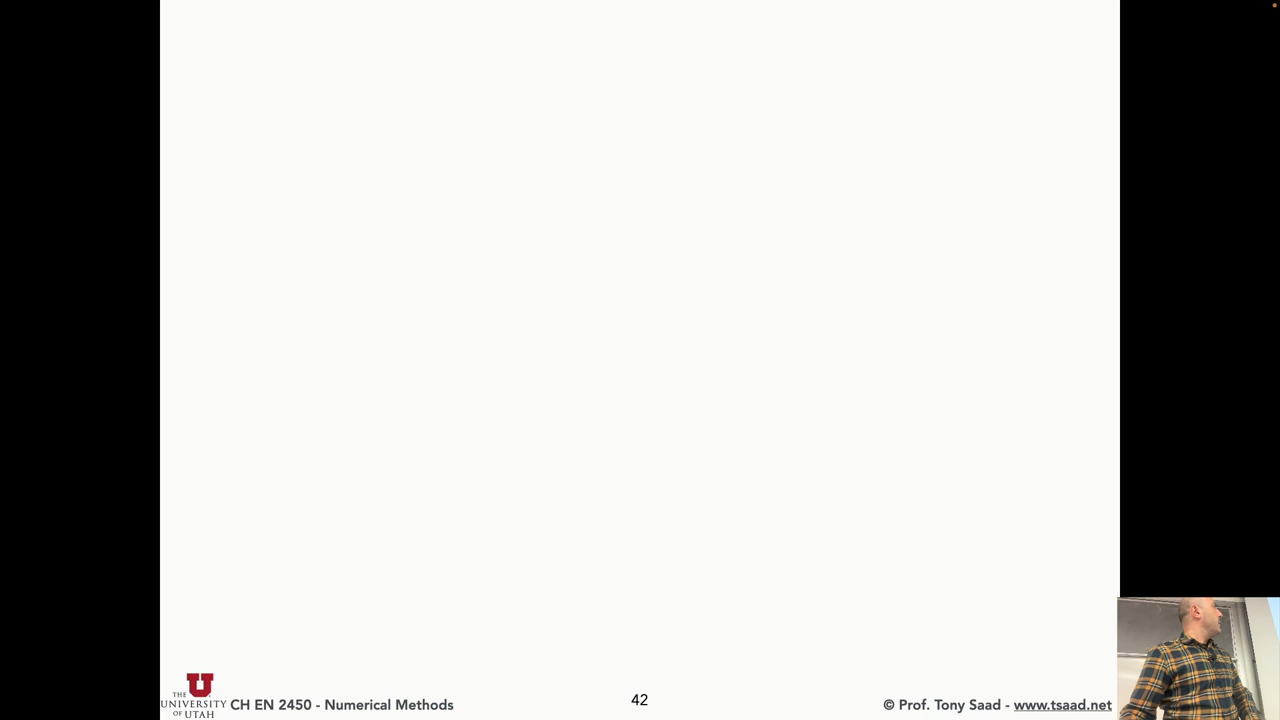 THE
UNIVERSITY
OF UTAH
CH EN 2450 - Numerical Methods
42
© Prof. Tony Saad - www.tsaad.net